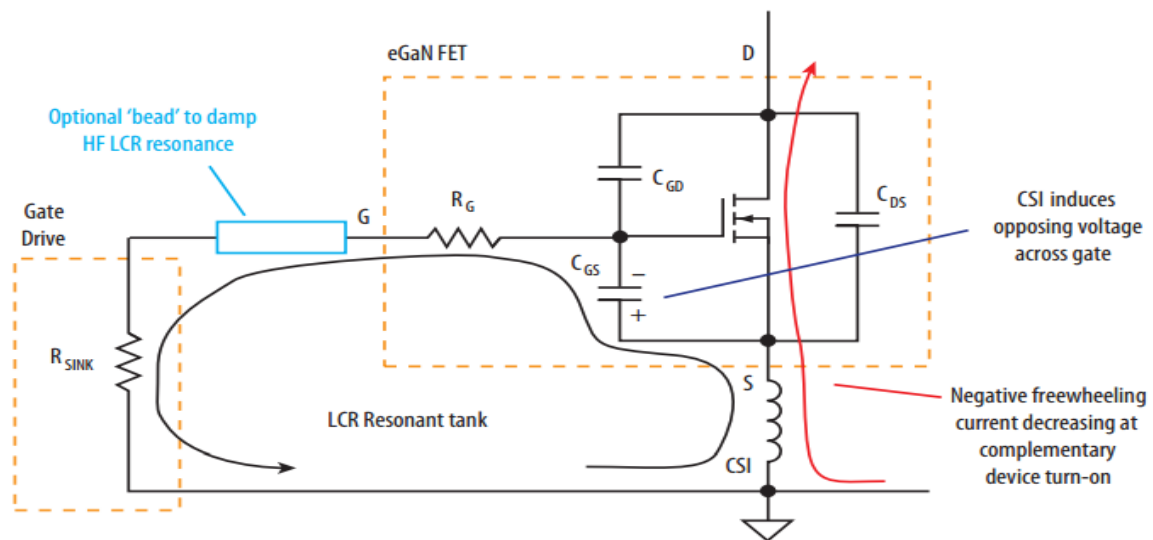 eGaN FET
D
Optional ‘bead’ to damp
HF LCR resonance
Gate
Drive
G
RG
CGD
CDS
CSI induces
opposing voltage
across gate
CGS
−
+
RSINK
LCR Resonant tank
S
CSI
Negative freewheeling
current decreasing at
complementary
device turn-on